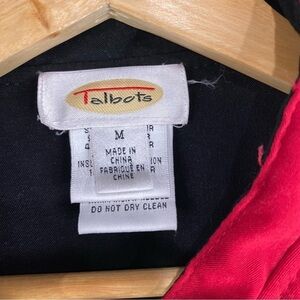 Talbots
M
MADE IN
CHINA
FABRIQUÉ EN
CHINE
DO NOT DRY CLEAN